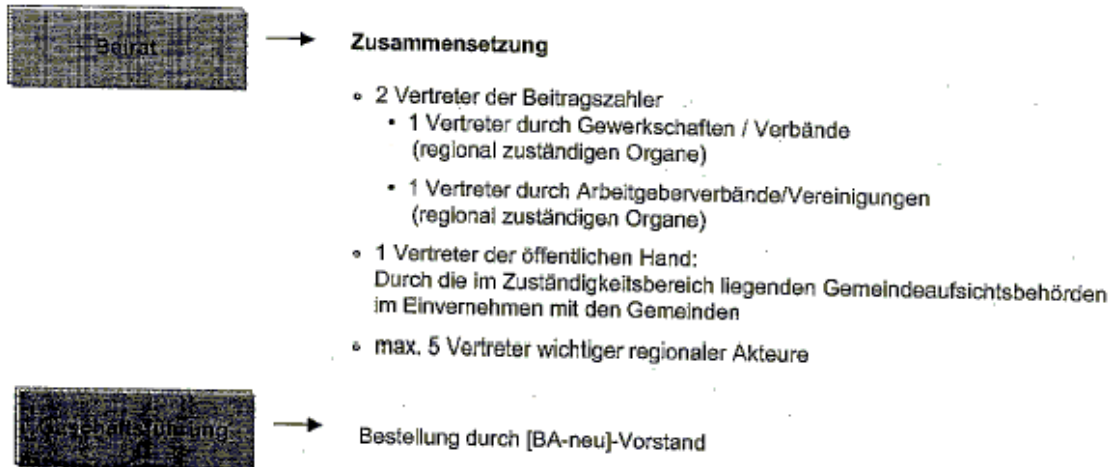 Beirat
Zusammensetzung
• 2 Vertreter der Beitragszahler
• 1 Vertreter durch Gewerkschaften / Verbände
(regional zuständigen Organe)
• 1 Vertreter durch Arbeitgeberverbände/Vereinigungen
(regional zuständigen Organe)
• 1 Vertreter der öffentlichen Hand:
Durch die im Zuständigkeitsbereich liegenden Gemeindeaufsichtsbehörden
im Einvernehmen mit den Gemeinden
• max. 5 Vertreter wichtiger regionaler Akteure
Geschäftsführung
Bestellung durch [BA-neu]-Vorstand